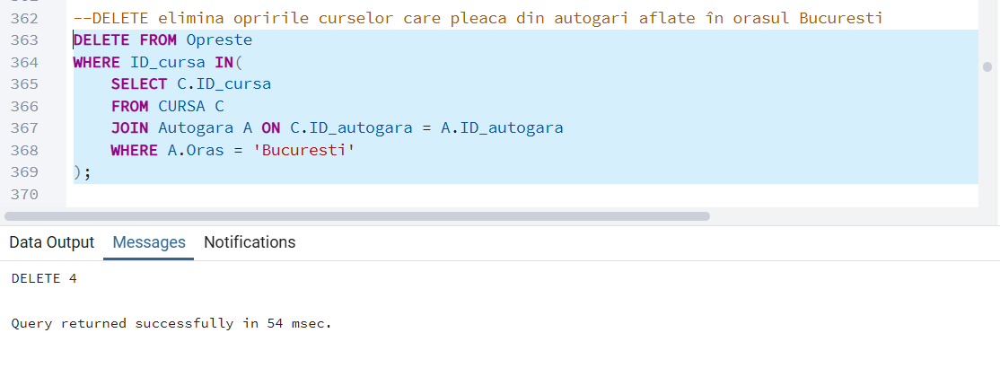 362 --DELETE elimina opririle curselor care pleaca din autogari aflate în orasul Bucuresti
363 DELETE FROM Opreste
364 WHERE ID_cursa IN(
365 SELECT C.ID_cursa
366 FROM CURSA C
367 JOIN Autogara A ON C.ID_autogara = A.ID_autogara
368 WHERE A.Oras = 'Bucuresti'
369 );
370
Data Output Messages Notifications
DELETE 4
Query returned successfully in 54 msec.